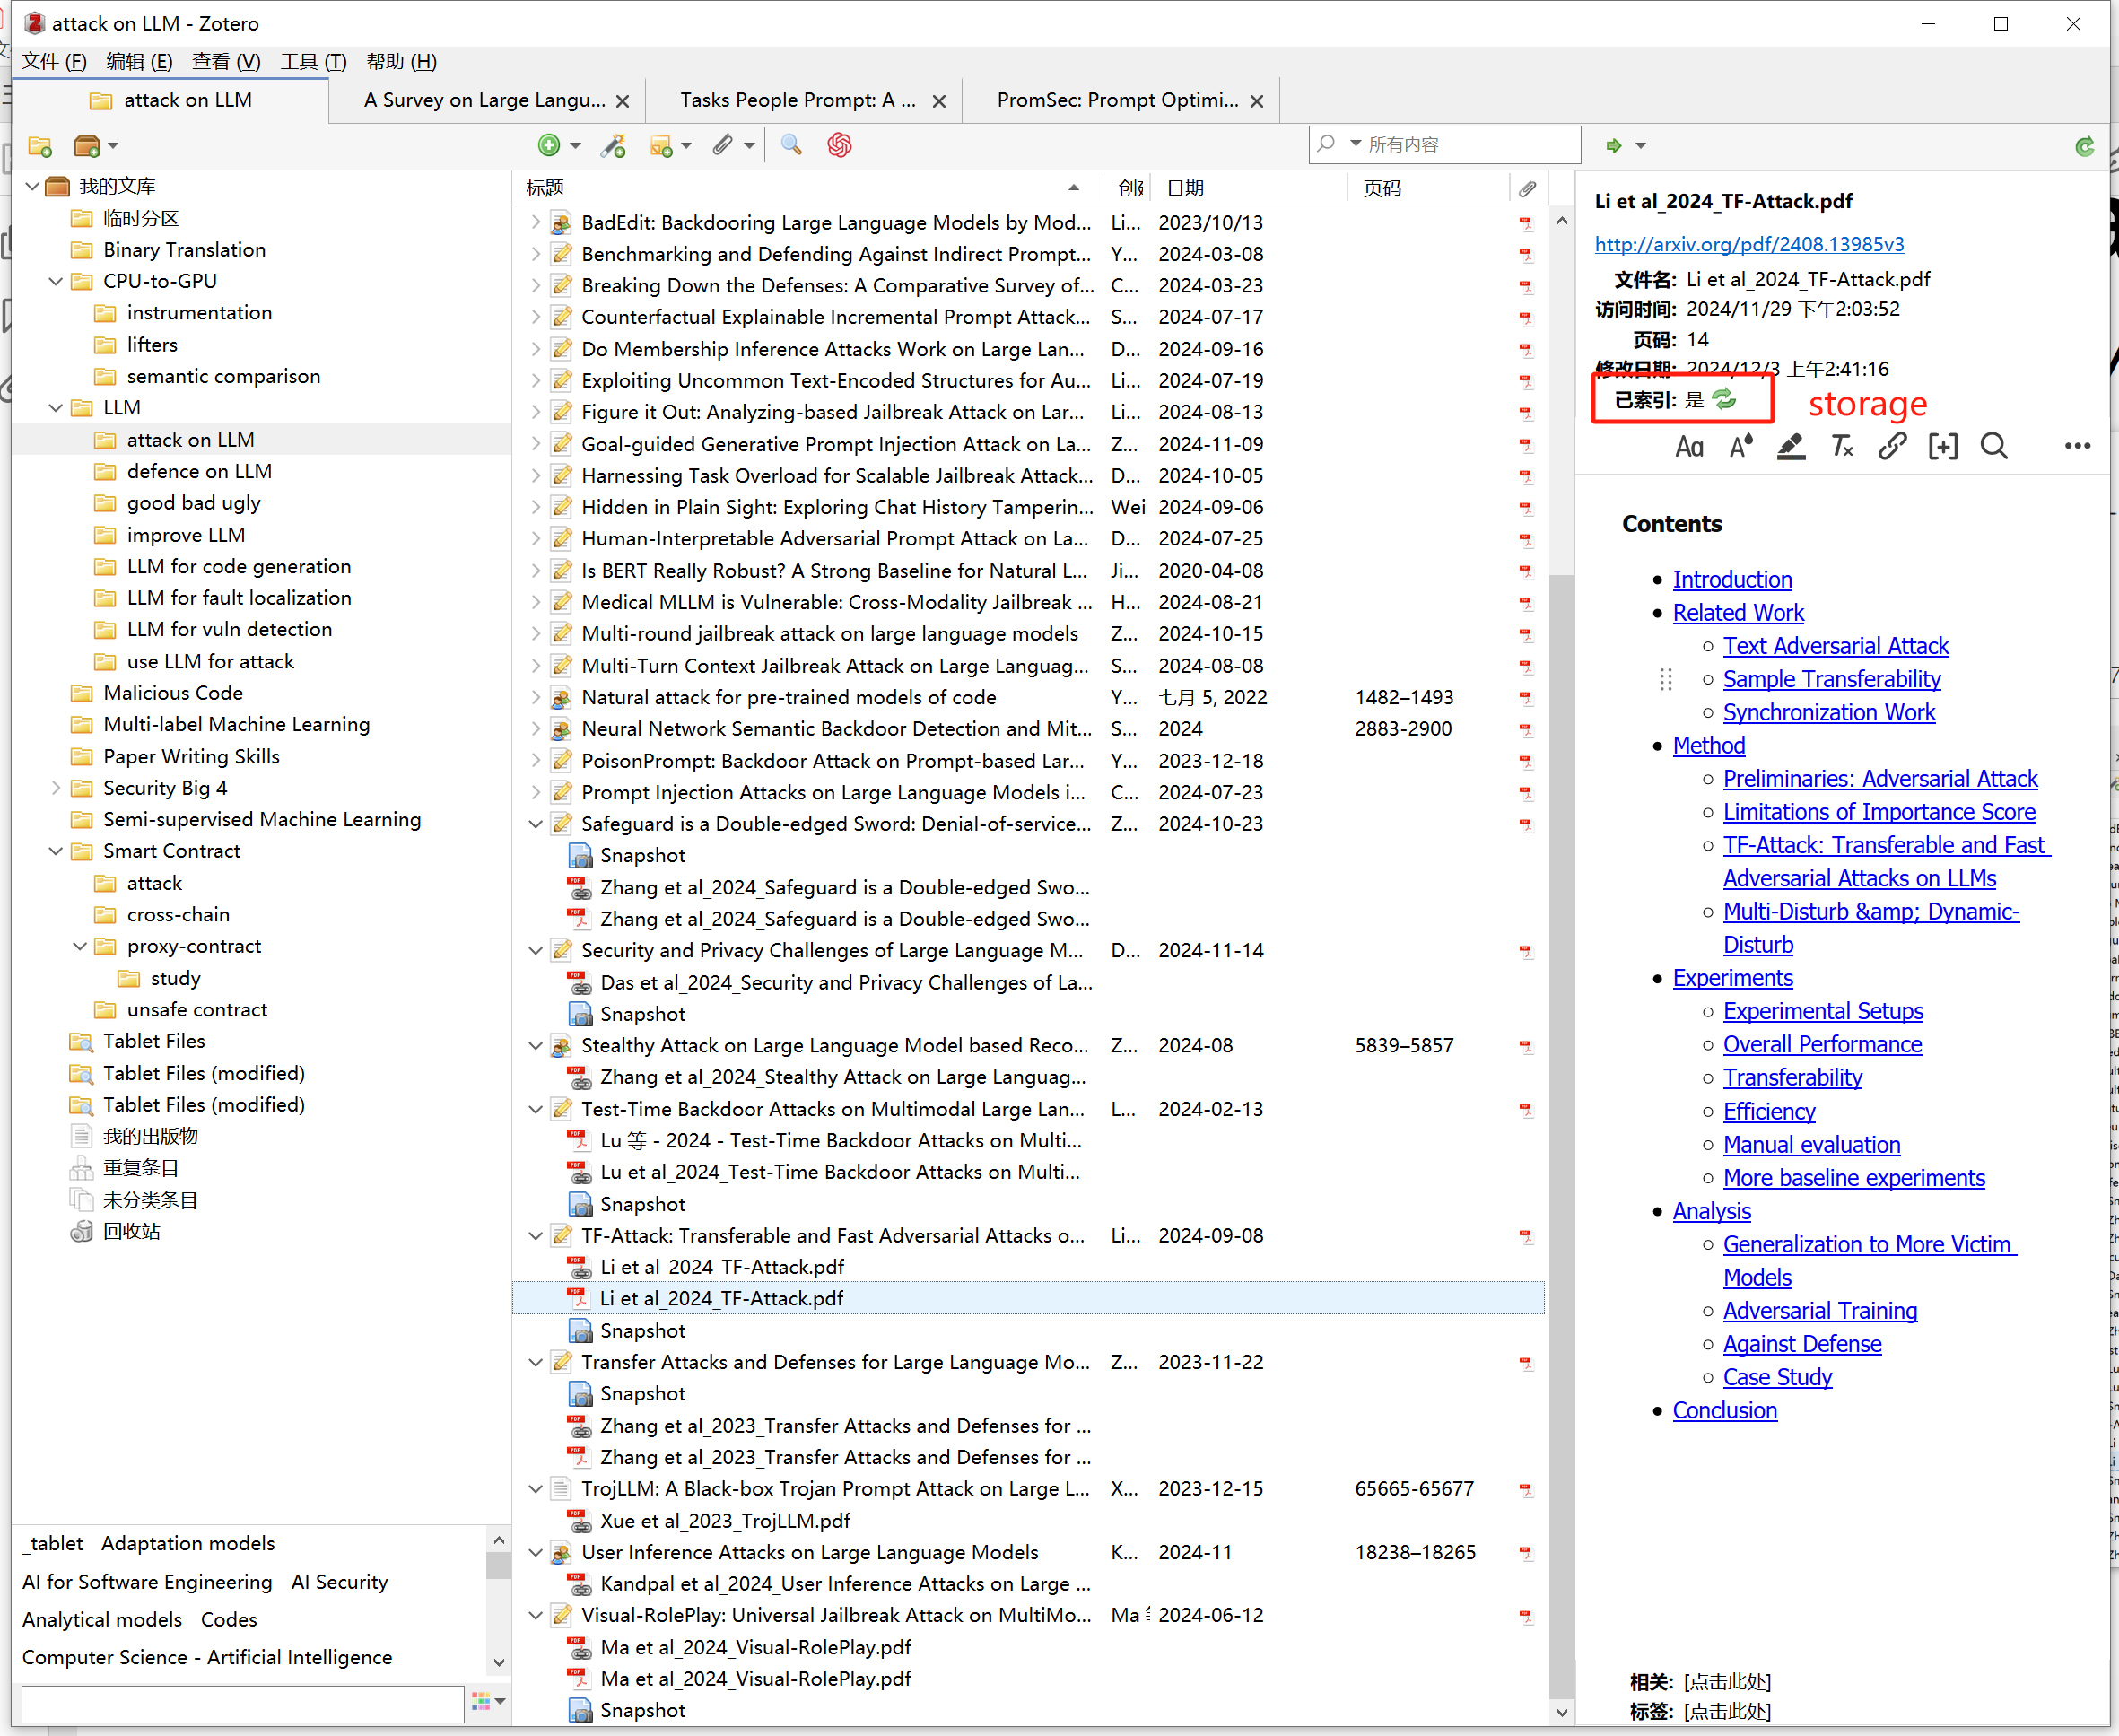 attack on LLM - Zotero
文件 (F) 编辑 (E) 查看 (V) 工具 (T) 帮助 (H)
attack on LLM
A Survey on Large Langu...
Tasks People Prompt: A ...
PromSec: Prompt Optimi...
所有内容
我的文库
临时分区
Binary Translation
CPU-to-GPU
instrumentation
lifters
semantic comparison
LLM
attack on LLM
defence on LLM
good bad ugly
improve LLM
LLM for code generation
LLM for fault localization
LLM for vuln detection
use LLM for attack
Malicious Code
Multi-label Machine Learning
Paper Writing Skills
Security Big 4
Semi-supervised Machine Learning
Smart Contract
attack
cross-chain
proxy-contract
study
unsafe contract
Tablet Files
Tablet Files (modified)
Tablet Files (modified)
我的出版物
重复条目
未分类条目
回收站
_tablet Adaptation models
AI for Software Engineering AI Security
Analytical models Codes
Computer Science - Artificial Intelligence
标题 日期 页码
BadEdit: Backdooring Large Language Models by Mod... Li... 2023/10/13
Benchmarking and Defending Against Indirect Prompt... Y... 2024-03-08
Breaking Down the Defenses: A Comparative Survey of... C... 2024-03-23
Counterfactual Explainable Incremental Prompt Attack... S... 2024-07-17
Do Membership Inference Attacks Work on Large Lan... D... 2024-09-16
Exploiting Uncommon Text-Encoded Structures for Au... Li... 2024-07-19
Figure it Out: Analyzing-based Jailbreak Attack on Lar... Li... 2024-08-13
Goal-guided Generative Prompt Injection Attack on La... Z... 2024-11-09
Harnessing Task Overload for Scalable Jailbreak Attack... D... 2024-10-05
Hidden in Plain Sight: Exploring Chat History Tamperin... Wei 2024-09-06
Human-Interpretable Adversarial Prompt Attack on La... D... 2024-07-25
Is BERT Really Robust? A Strong Baseline for Natural L... Ji... 2020-04-08
Medical MLLM is Vulnerable: Cross-Modality Jailbreak ... H... 2024-08-21
Multi-round jailbreak attack on large language models Z... 2024-10-15
Multi-Turn Context Jailbreak Attack on Large Languag... S... 2024-08-08
Natural attack for pre-trained models of code Y... 七月 5, 2022 1482–1493
Neural Network Semantic Backdoor Detection and Mit... S... 2024 2883-2900
PoisonPrompt: Backdoor Attack on Prompt-based Lar... Y... 2023-12-18
Prompt Injection Attacks on Large Language Models i... C... 2024-07-23
Safeguard is a Double-edged Sword: Denial-of-service... Z... 2024-10-23
Snapshot
Zhang et al_2024_Safeguard is a Double-edged Swo...
Zhang et al_2024_Safeguard is a Double-edged Swo...
Security and Privacy Challenges of Large Language M... D... 2024-11-14
Das et al_2024_Security and Privacy Challenges of La...
Snapshot
Stealthy Attack on Large Language Model based Reco... Z... 2024-08 5839–5857
Zhang et al_2024_Stealthy Attack on Large Languag...
Test-Time Backdoor Attacks on Multimodal Large Lan... L... 2024-02-13
Lu 等 - 2024 - Test-Time Backdoor Attacks on Multi...
Lu et al_2024_Test-Time Backdoor Attacks on Multi...
Snapshot
TF-Attack: Transferable and Fast Adversarial Attacks o... Li... 2024-09-08
Li et al_2024_TF-Attack.pdf
Li et al_2024_TF-Attack.pdf
Snapshot
Transfer Attacks and Defenses for Large Language Mo... Z... 2023-11-22
Snapshot
Zhang et al_2023_Transfer Attacks and Defenses for ...
Zhang et al_2023_Transfer Attacks and Defenses for ...
TrojLLM: A Black-box Trojan Prompt Attack on Large L... X... 2023-12-15 65665-65677
Xue et al_2023_TrojLLM.pdf
User Inference Attacks on Large Language Models K... 2024-11 18238–18265
Kandpal et al_2024_User Inference Attacks on Large ...
Visual-RolePlay: Universal Jailbreak Attack on MultiMo... Ma 2024-06-12
Ma et al_2024_Visual-RolePlay.pdf
Ma et al_2024_Visual-RolePlay.pdf
Snapshot
Li et al_2024_TF-Attack.pdf
http://arxiv.org/pdf/2408.13985v3
文件名: Li et al_2024_TF-Attack.pdf
访问时间: 2024/11/29 下午2:03:52
页码: 14
修改日期: 2024/12/3 上午2:41:16
已索引: 是
storage
Contents
Introduction
Related Work
Text Adversarial Attack
Sample Transferability
Synchronization Work
Method
Preliminaries: Adversarial Attack
Limitations of Importance Score
TF-Attack: Transferable and Fast
Adversarial Attacks on LLMs
Multi-Disturb &amp; Dynamic-
Disturb
Experiments
Experimental Setups
Overall Performance
Transferability
Efficiency
Manual evaluation
More baseline experiments
Analysis
Generalization to More Victim
Models
Adversarial Training
Against Defense
Case Study
Conclusion
相关: [点击此处]
标签: [点击此处]